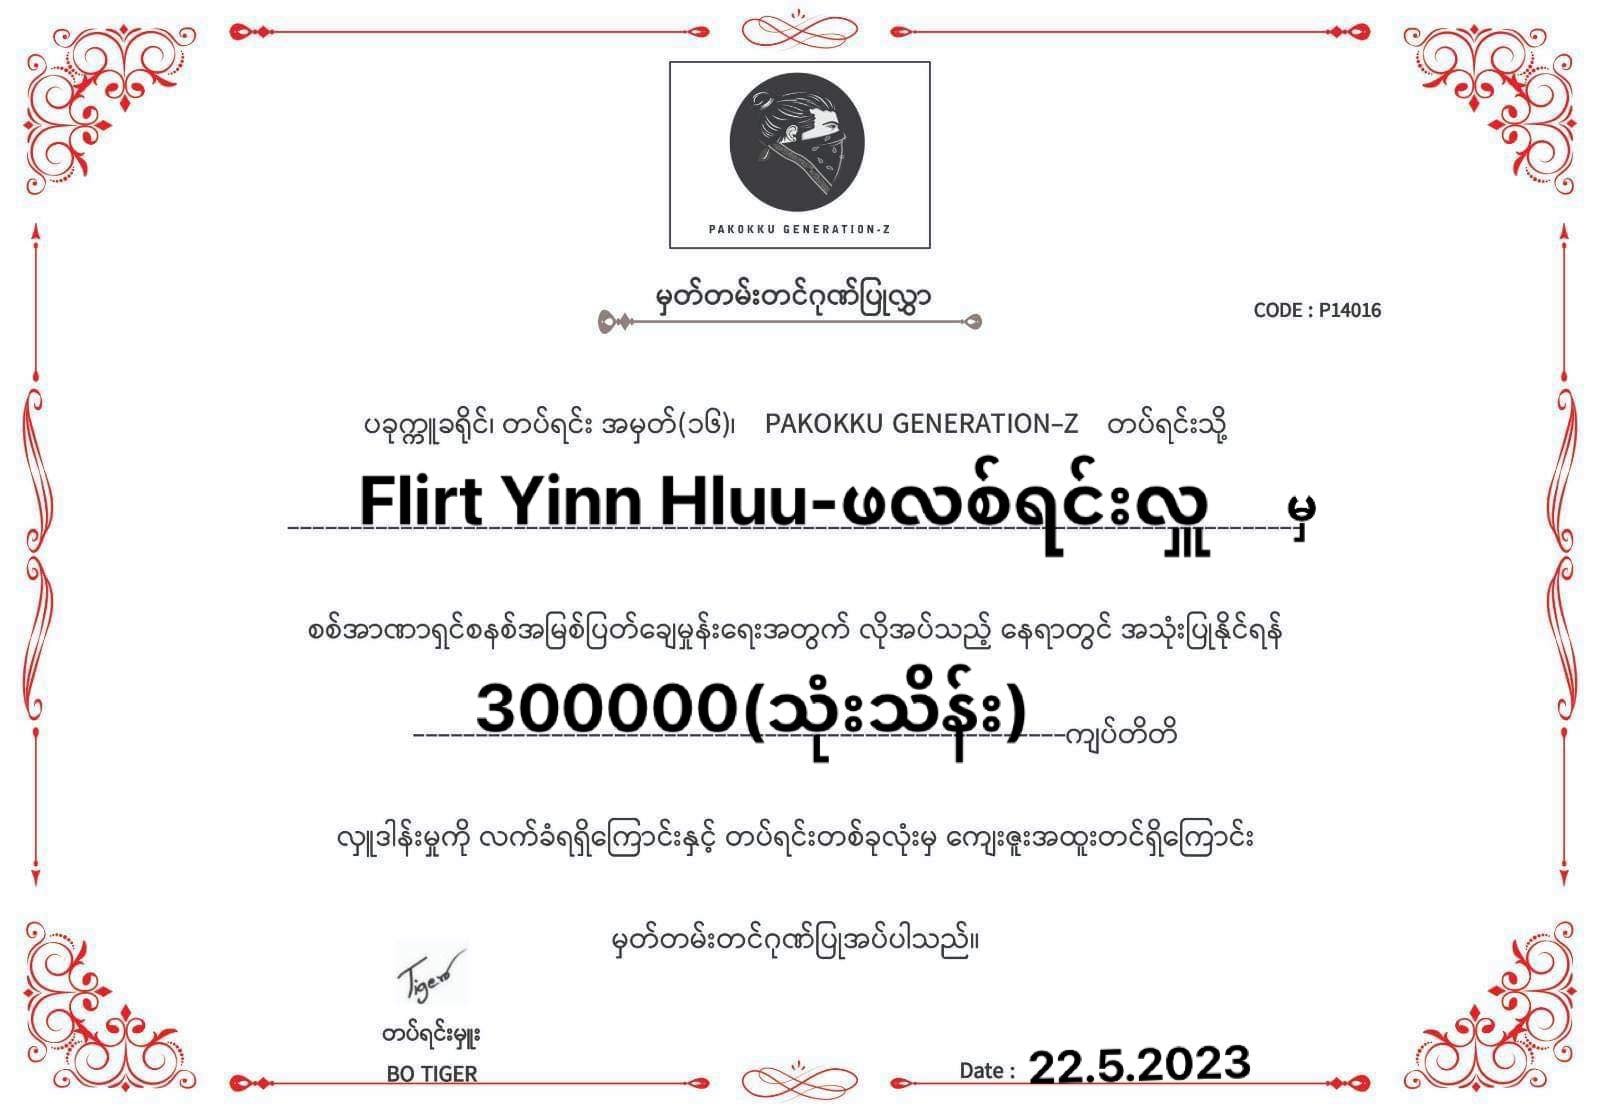 PAKOKKU GENERATION-Z
မှတ်တမ်းတင်ဂုဏ်ပြုလွှာ
CODE : P14016
ပခုက္ကူခရိုင်၊ တပ်ရင်း အမှတ်(၁၆)၊ PAKOKKU GENERATION-Z တပ်ရင်းသို့
Flirt Yinn Hluu-ဖလစ်ရင်းလှူ မှ
စစ်အာဏာရှင်စနစ်အမြစ်ပြတ်ချေမှုန်းရေးအတွက် လိုအပ်သည့် နေရာတွင် အသုံးပြုနိုင်ရန်
300000(သုံးသိန်း)ကျပ်တိတိ
လှူဒါန်းမှုကို လက်ခံရရှိကြောင်းနှင့် တပ်ရင်းတစ်ခုလုံးမှ ကျေးဇူးအထူးတင်ရှိကြောင်း
မှတ်တမ်းတင်ဂုဏ်ပြုအပ်ပါသည်။
Tigero
တပ်ရင်းမှူး
BO TIGER
Date : 22.5.2023